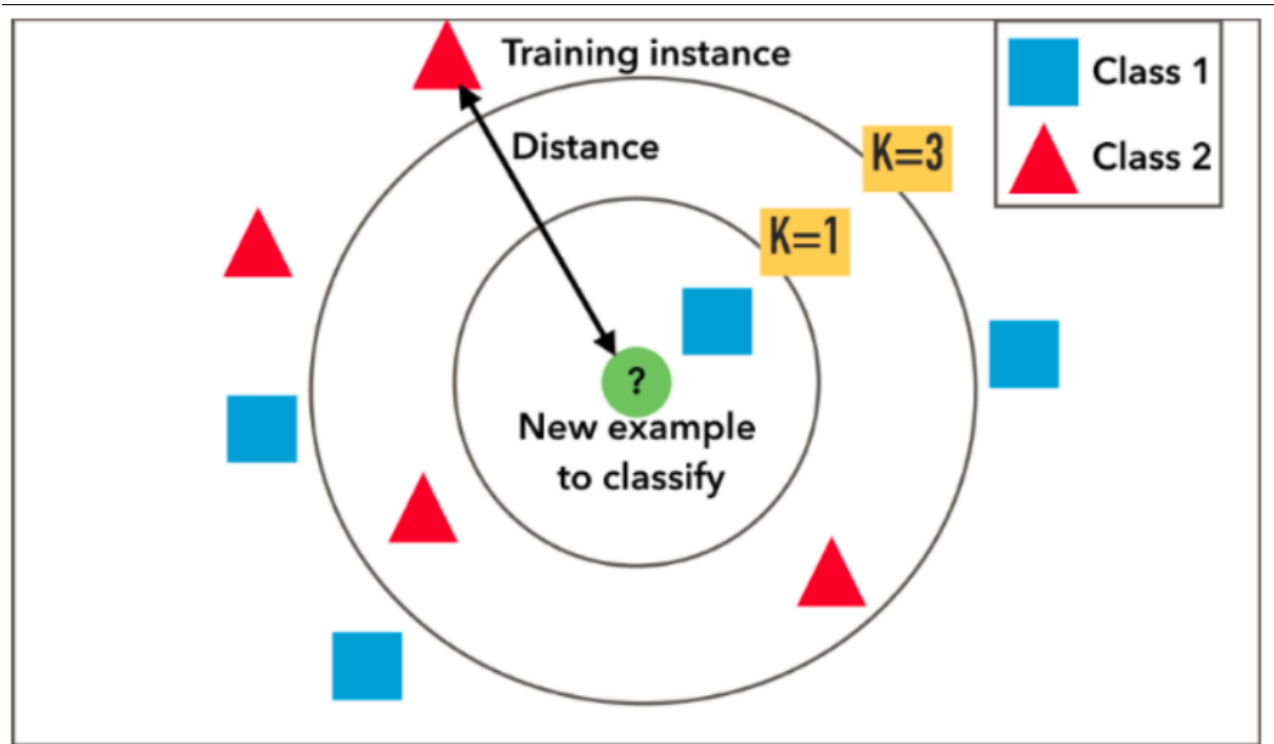 Training instance
Class 1
Distance
K=3
Class 2
K=1
?
New example
to classify